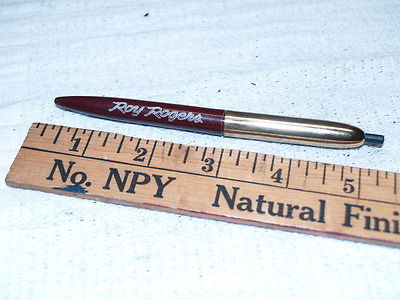 Roy Rogers
1 2 3 4 5
No. NPY Natural Fini